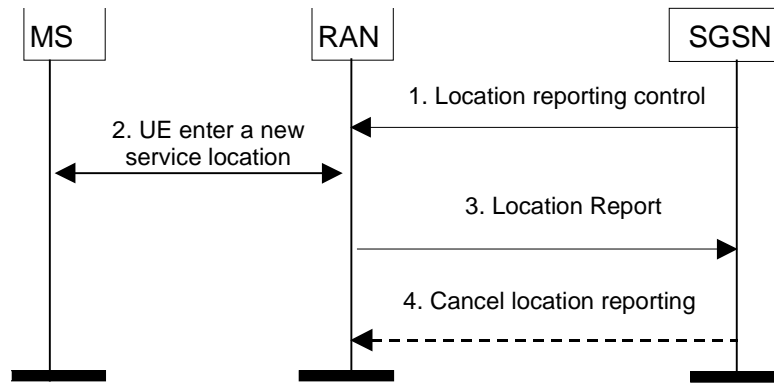 MS
RAN
SGSN
1. Location reporting control
2. UE enter a new
service location
3. Location Report
4. Cancel location reporting